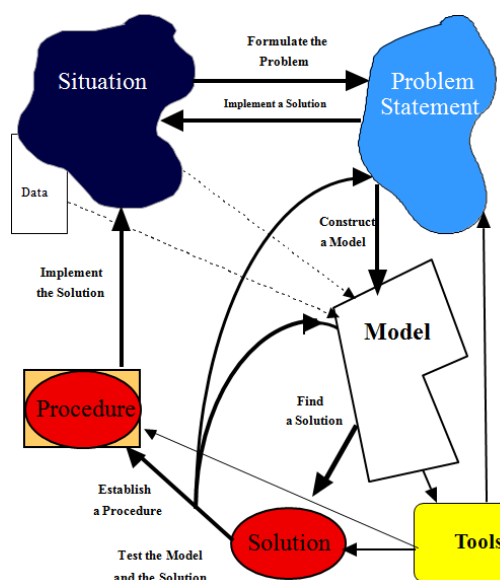 Formulate the
Problem
Situation
Problem
Statement
Implement a Solution
Data
Construct
a Model
Implement
the Solution
Model
Procedure
Find
a Solution
Establish
a Procedure
Solution
Tools
Test the Model
and the Solution